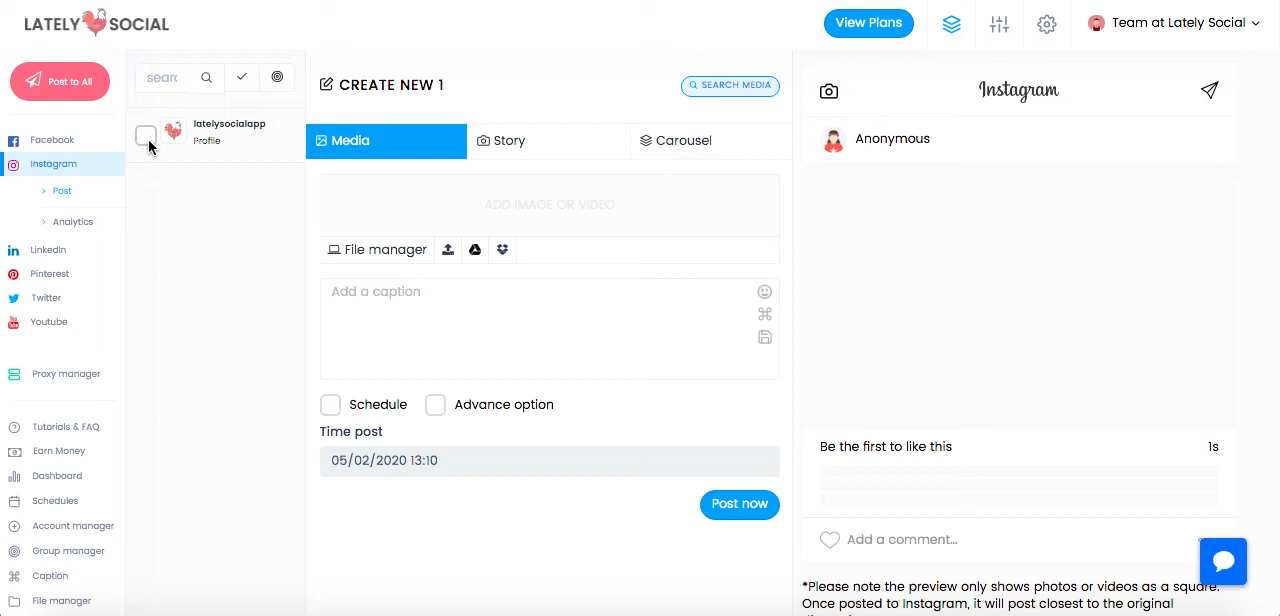 LATELY SOCIAL
View Plans
Team at Lately Social
Post to All
Facebook
Instagram
Post
Analytics
LinkedIn
Pinterest
Twitter
Youtube
Proxy manager
Tutorials & FAQ
Earn Money
Dashboard
Schedules
Account manager
Group manager
Caption
File manager
searc
latelysocialapp
Profile
CREATE NEW 1
SEARCH MEDIA
Media
Story
Carousel
ADD IMAGE OR VIDEO
File manager
Add a caption
Schedule
Advance option
Time post
05/02/2020 13:10
Post now
Instagram
Anonymous
Be the first to like this
1s
Add a comment...
*Please note the preview only shows photos or videos as a square.
Once posted to Instagram, it will post closest to the original